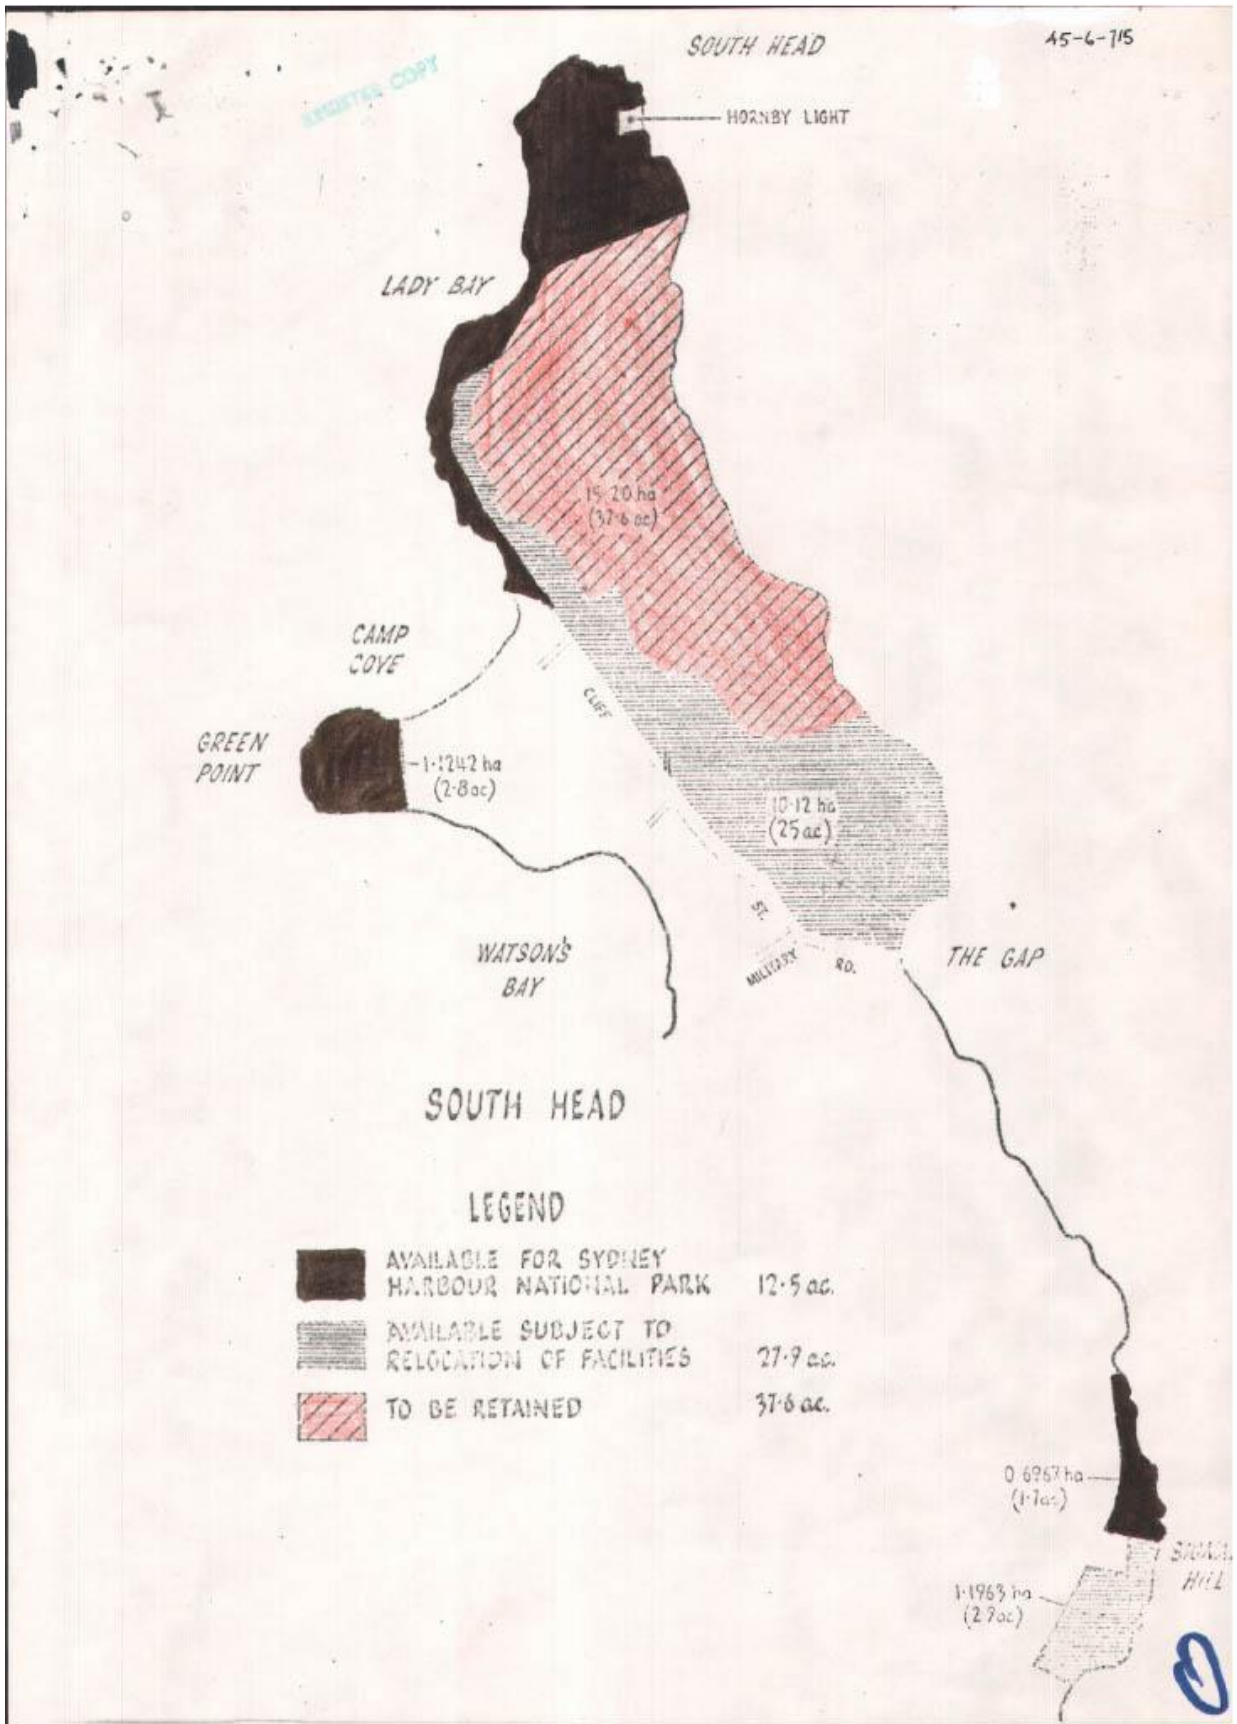 SOUTH HEAD
45-6-715
REGISTER COPY
HORNBY LIGHT
LADY BAY
15.20 ha
(37.6 ac)
CAMP
COVE
CLIFF
GREEN
POINT
1.1242 ha
(2.8 ac)
10.12 ha
(25 ac)
ST.
MILITARY RD.
WATSON'S
BAY
THE GAP
SOUTH HEAD
LEGEND
AVAILABLE FOR SYDNEY
HARBOUR NATIONAL PARK 12.5 ac.
AVAILABLE SUBJECT TO
RELOCATION OF FACILITIES 27.9 ac.
TO BE RETAINED 37.6 ac.
(1.7 ac)
HILL
1.1963 ha
(2.9 ac)